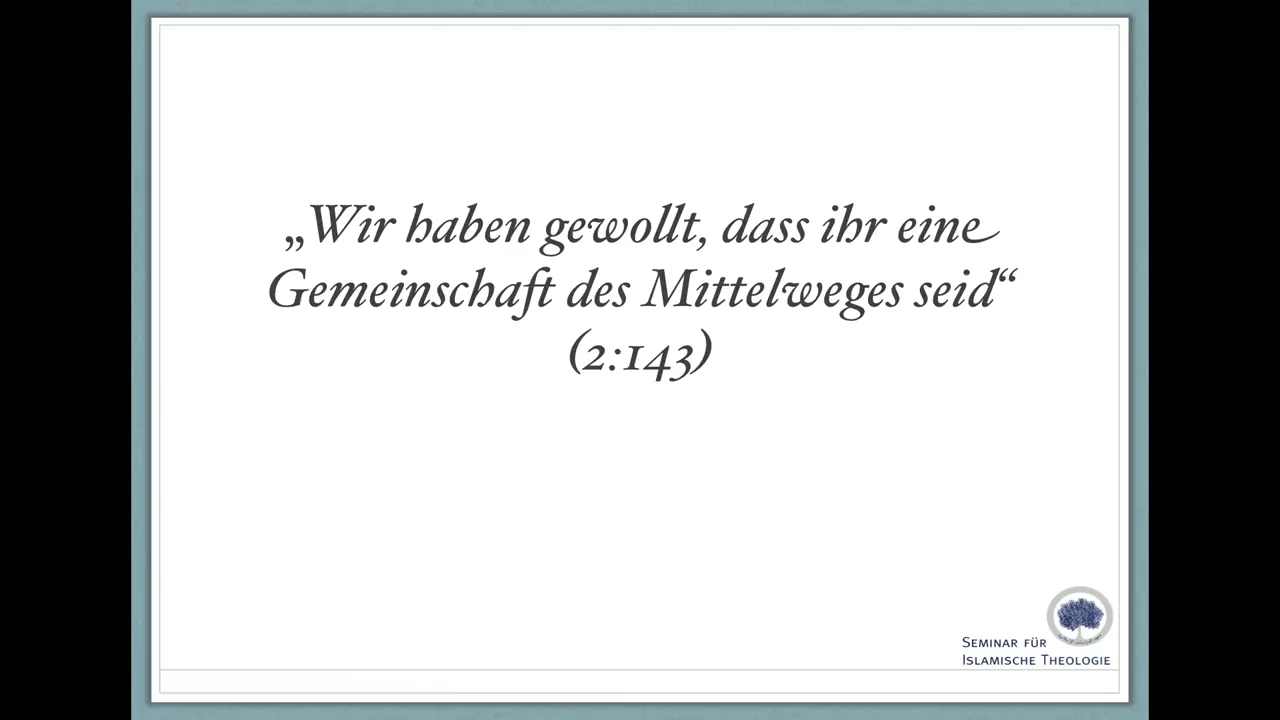 „Wir haben gewollt, dass ihr eine
Gemeinschaft des Mittelweges seid“
(2:143)
Seminar für
Islamische Theologie